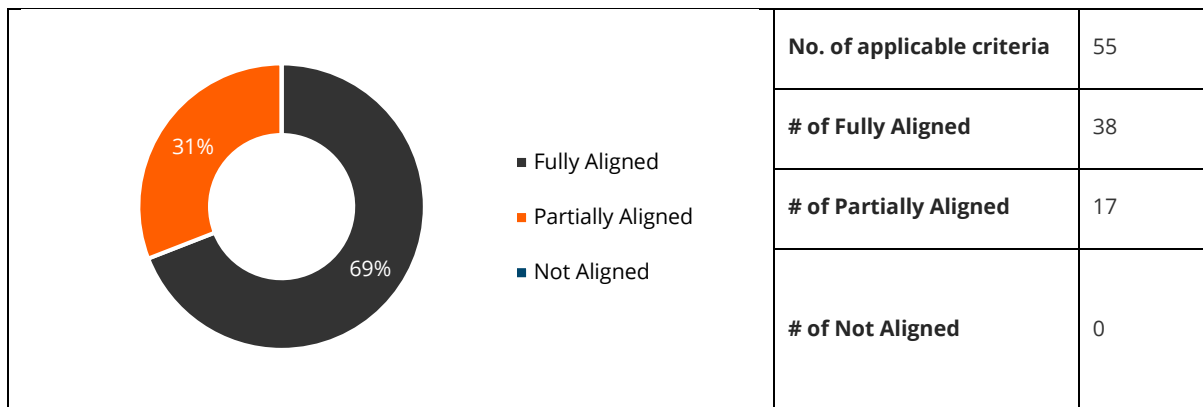 31%
69%
Fully Aligned
Partially Aligned
Not Aligned
No. of applicable criteria 55
# of Fully Aligned 38
# of Partially Aligned 17
# of Not Aligned 0